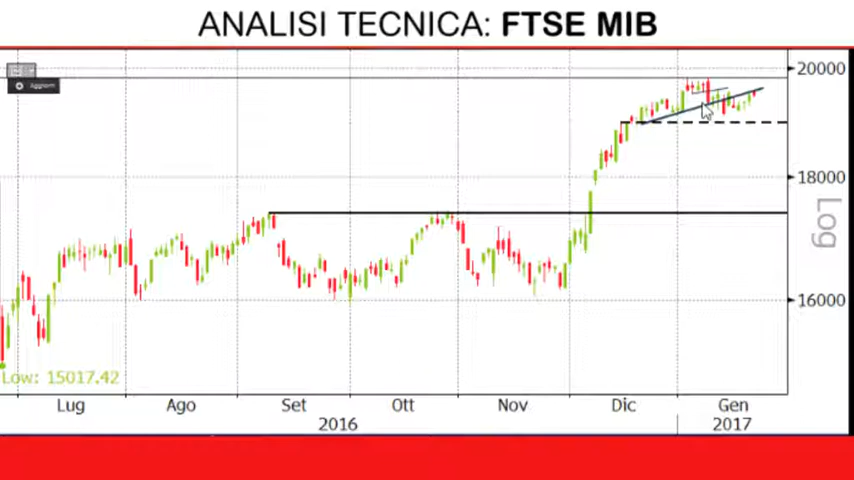 ANALISI TECNICA: FTSE MIB
Aggiorni
20000
18000
Log
16000
Low: 15017.42
Lug Ago Set Ott Nov Dic Gen
2016 2017